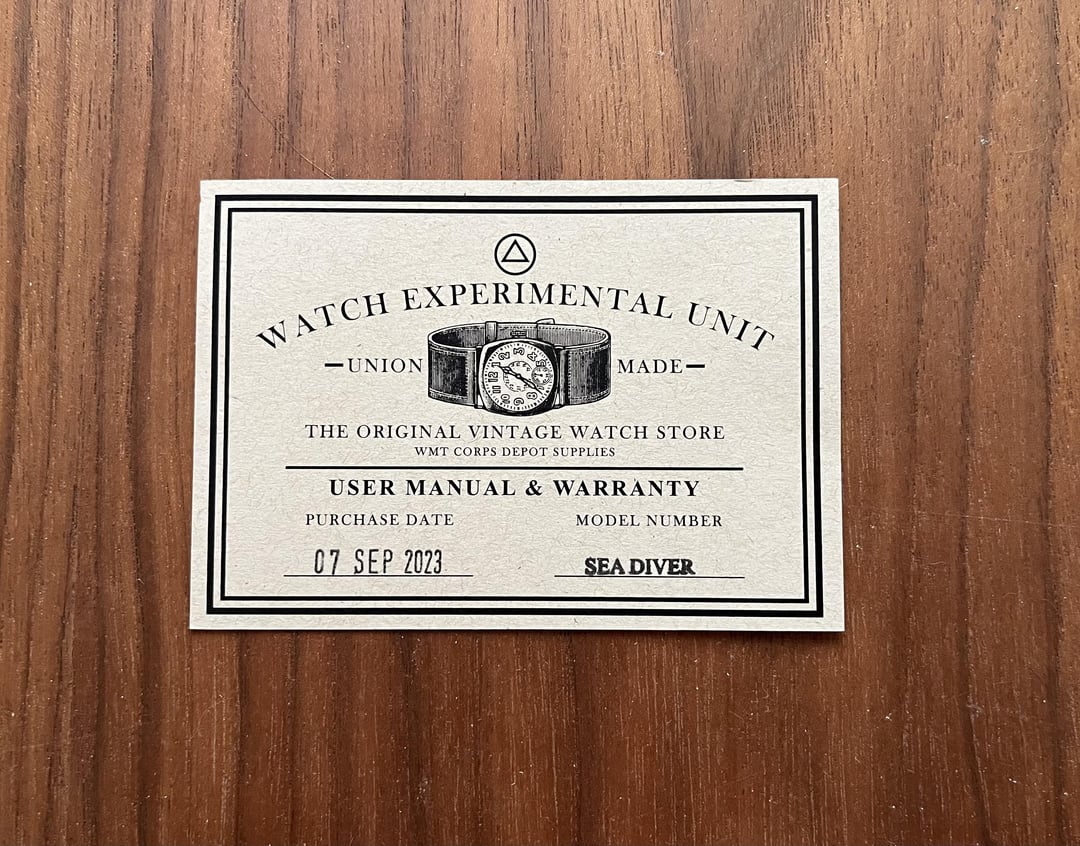 WATCH EXPERIMENTAL UNIT
UNION MADE
THE ORIGINAL VINTAGE WATCH STORE
WMT CORPS DEPOT SUPPLIES
USER MANUAL & WARRANTY
PURCHASE DATE MODEL NUMBER
07 SEP 2023 SEA DIVER